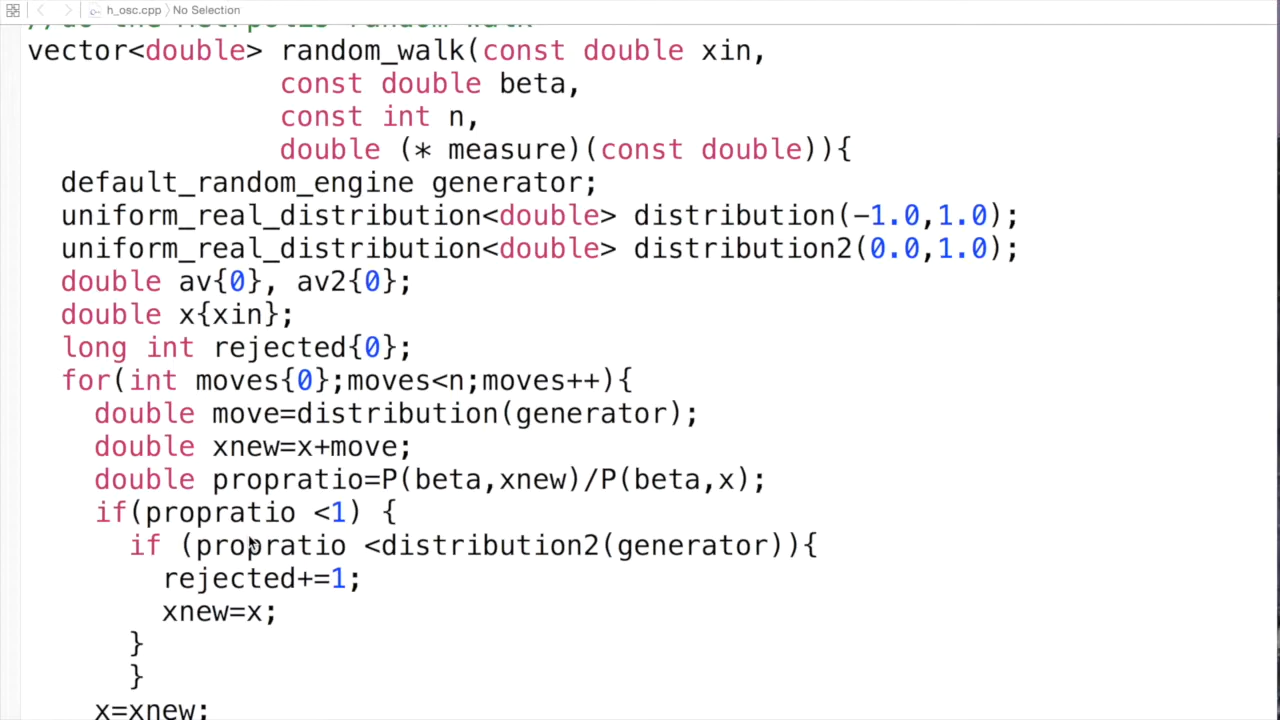 h_osc.cpp No Selection
vector<double> random_walk(const double xin,
const double beta,
const int n,
double (* measure)(const double)){
default_random_engine generator;
uniform_real_distribution<double> distribution(-1.0,1.0);
uniform_real_distribution<double> distribution2(0.0,1.0);
double av{0}, av2{0};
double x{xin};
long int rejected{0};
for(int moves{0};moves<n;moves++){
double move=distribution(generator);
double xnew=x+move;
double propratio=P(beta,xnew)/P(beta,x);
if(propratio <1) {
if (propratio <distribution2(generator)){
rejected+=1;
xnew=x;
}
}
x=xnew;